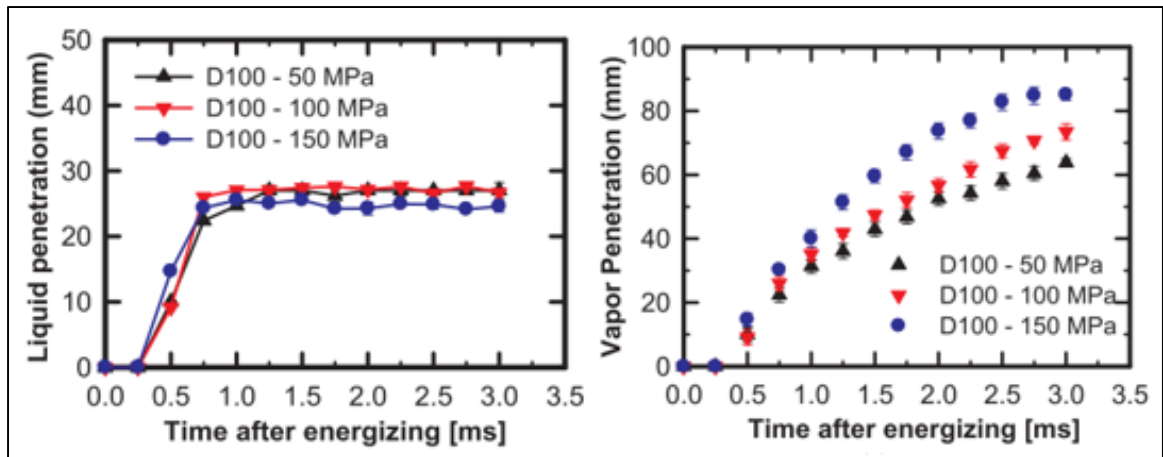 50
40
30
20
10
0
Liquid penetration (mm)
D100 - 50 MPa
D100 - 100 MPa
D100 - 150 MPa
0.0 0.5 1.0 1.5 2.0 2.5 3.0 3.5
Time after energizing [ms]
100
80
60
40
20
0
Vapor Penetration (mm)
D100 - 50 MPa
D100 - 100 MPa
D100 - 150 MPa
0.0 0.5 1.0 1.5 2.0 2.5 3.0 3.5
Time after energizing [ms]